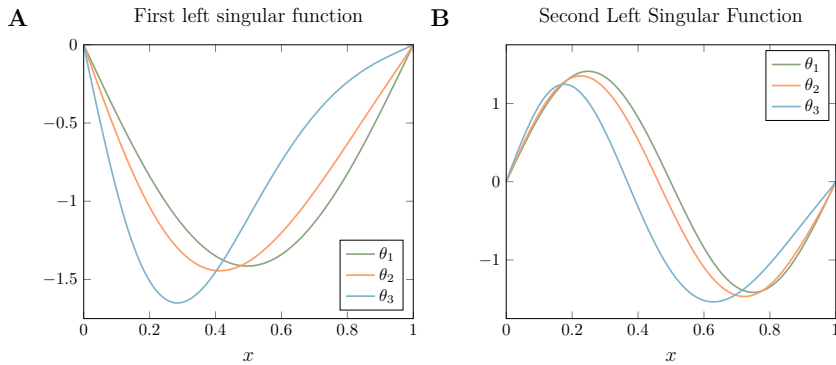 A
First left singular function
0
−0.5
−1
−1.5
0
0.2
0.4
0.6
0.8
1
x
θ1
θ2
θ3
B
Second Left Singular Function
1
0
−1
0
0.2
0.4
0.6
0.8
1
x
θ1
θ2
θ3